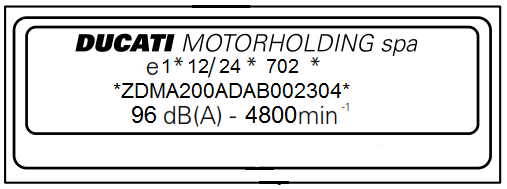 DUCATI MOTORHOLDING spa
e1*12/24* 702 *
*ZDMA200ADAB002304*
96 dB(A) - 4800min-1